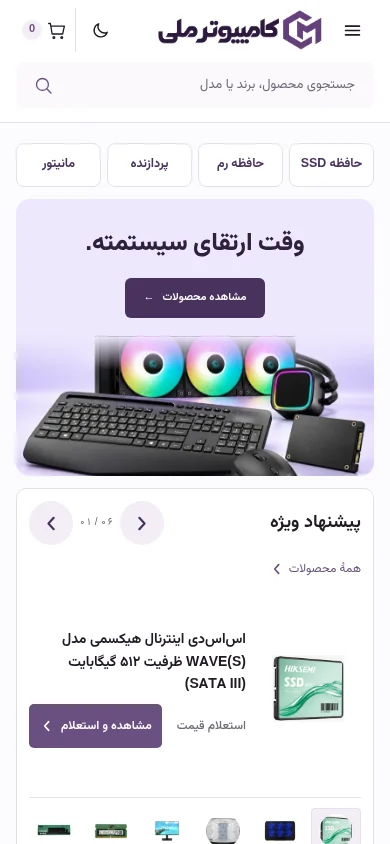 کامپیوتر ملی
0
جستجوی محصول، برند یا مدل
حافظه SSD
حافظه رم
پردازنده
مانیتور
وقت ارتقای سیستمته.
مشاهده محصولات ←
پیشنهاد ویژه
۰۱ / ۰۶
همهٔ محصولات
اس‌اس‌دی اینترنال هیکسمی مدل
WAVE(S) ظرفیت ۵۱۲ گیگابایت
(SATA III)
HIKSEMI
SSD
استعلام قیمت
مشاهده و استعلام